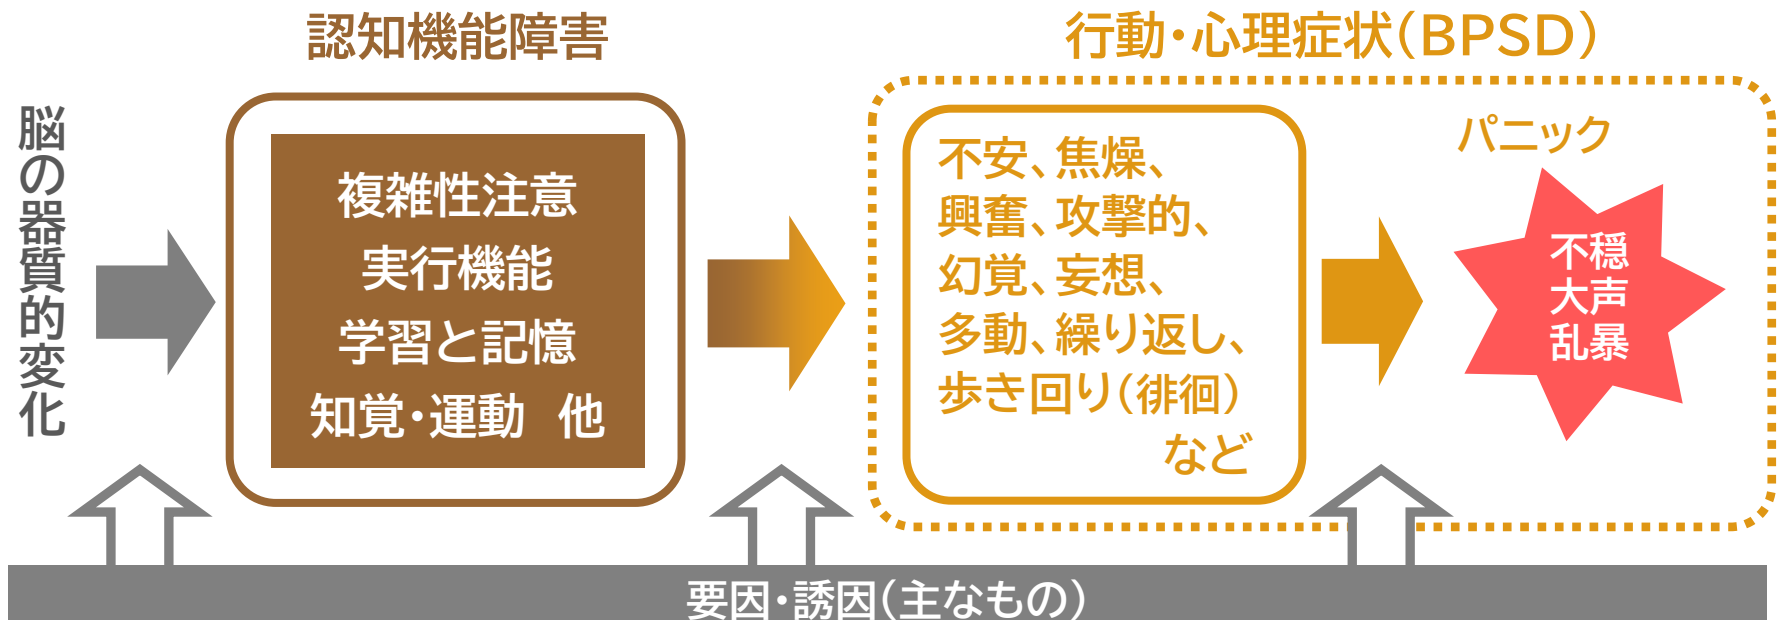 認知機能障害
行動・心理症状(BPSD)
脳の器質的変化
複雑性注意
実行機能
学習と記憶
知覚・運動　他
不安、焦燥、
興奮、攻撃的、
幻覚、妄想、
多動、繰り返し、
歩き回り(徘徊)
など
パニック
不穏
大声
乱暴
要因・誘因(主なもの)